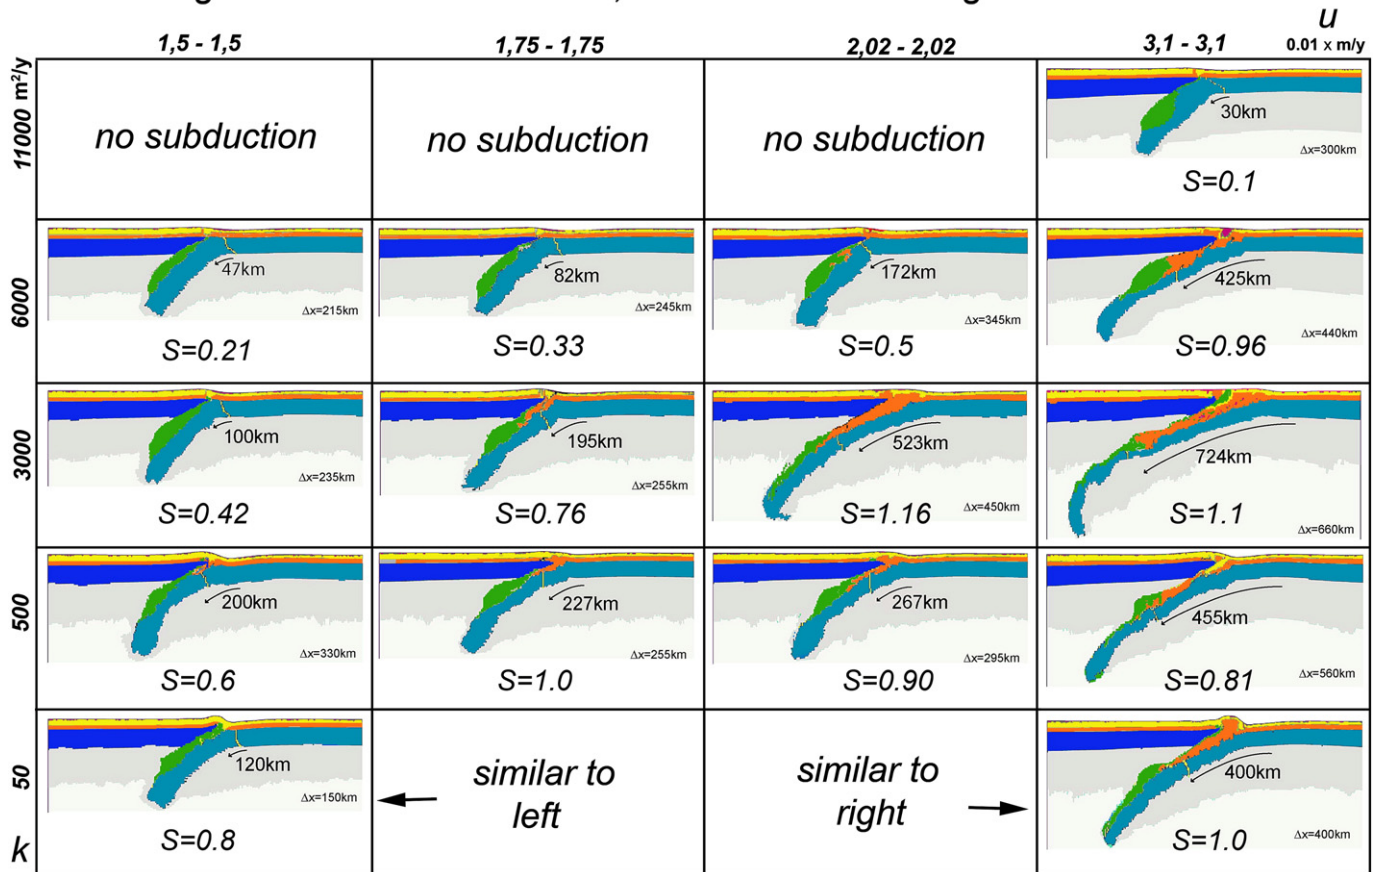 u
1,5 - 1,5
1,75 - 1,75
2,02 - 2,02
3,1 - 3,1
0.01 x m/y
11000 m²/y
no subduction
no subduction
no subduction
30km
Δx=300km
S=0.1
6000
47km
Δx=215km
S=0.21
82km
Δx=245km
S=0.33
172km
Δx=345km
S=0.5
425km
Δx=440km
S=0.96
3000
100km
Δx=235km
S=0.42
195km
Δx=255km
S=0.76
523km
Δx=450km
S=1.16
724km
Δx=660km
S=1.1
500
200km
Δx=330km
S=0.6
227km
Δx=255km
S=1.0
267km
Δx=295km
S=0.90
455km
Δx=560km
S=0.81
50
k
120km
Δx=150km
S=0.8
similar to
left
similar to
right
400km
Δx=400km
S=1.0